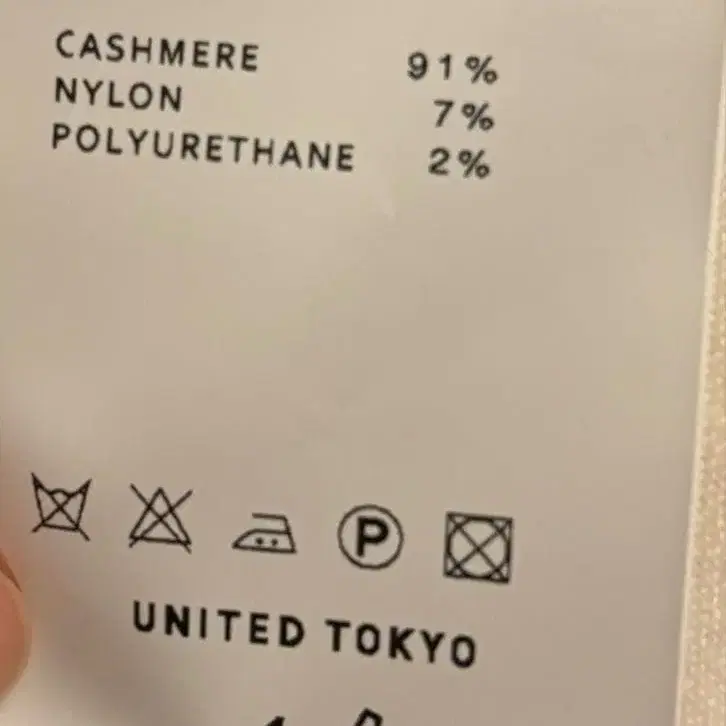 CASHMERE 91%
NYLON 7%
POLYURETHANE 2%
P
UNITED TOKYO